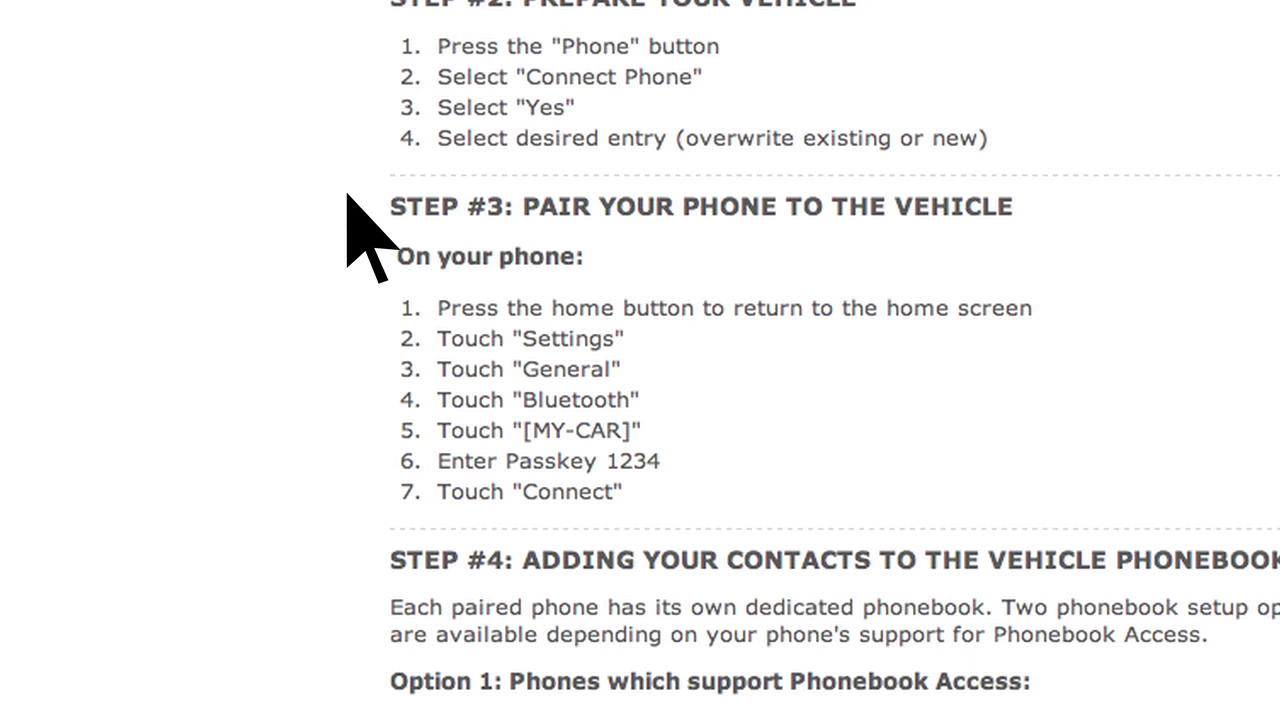 STEP #2: PREPARE YOUR VEHICLE
1. Press the "Phone" button
2. Select "Connect Phone"
3. Select "Yes"
4. Select desired entry (overwrite existing or new)
STEP #3: PAIR YOUR PHONE TO THE VEHICLE
On your phone:
1. Press the home button to return to the home screen
2. Touch "Settings"
3. Touch "General"
4. Touch "Bluetooth"
5. Touch "[MY-CAR]"
6. Enter Passkey 1234
7. Touch "Connect"
STEP #4: ADDING YOUR CONTACTS TO THE VEHICLE PHONEBOOK
Each paired phone has its own dedicated phonebook. Two phonebook setup op
are available depending on your phone's support for Phonebook Access.
Option 1: Phones which support Phonebook Access: